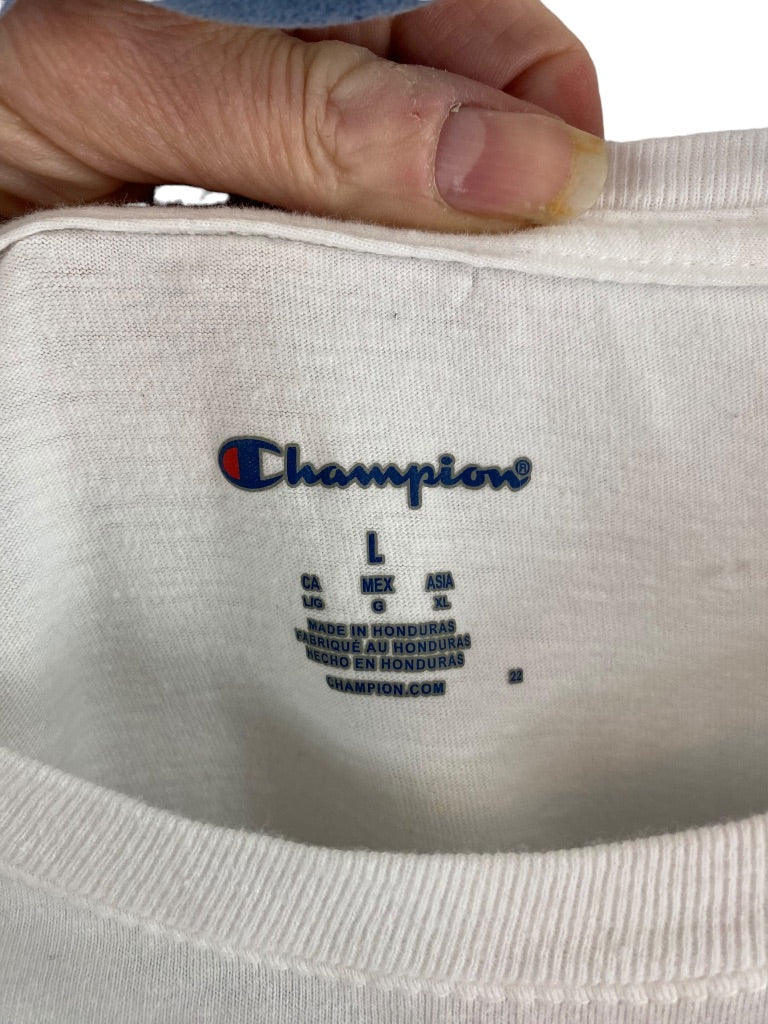 Champion®
L
CA MEX ASIA
L/G G XL
MADE IN HONDURAS
FABRIQUÉ AU HONDURAS
HECHO EN HONDURAS
CHAMPION.COM
22